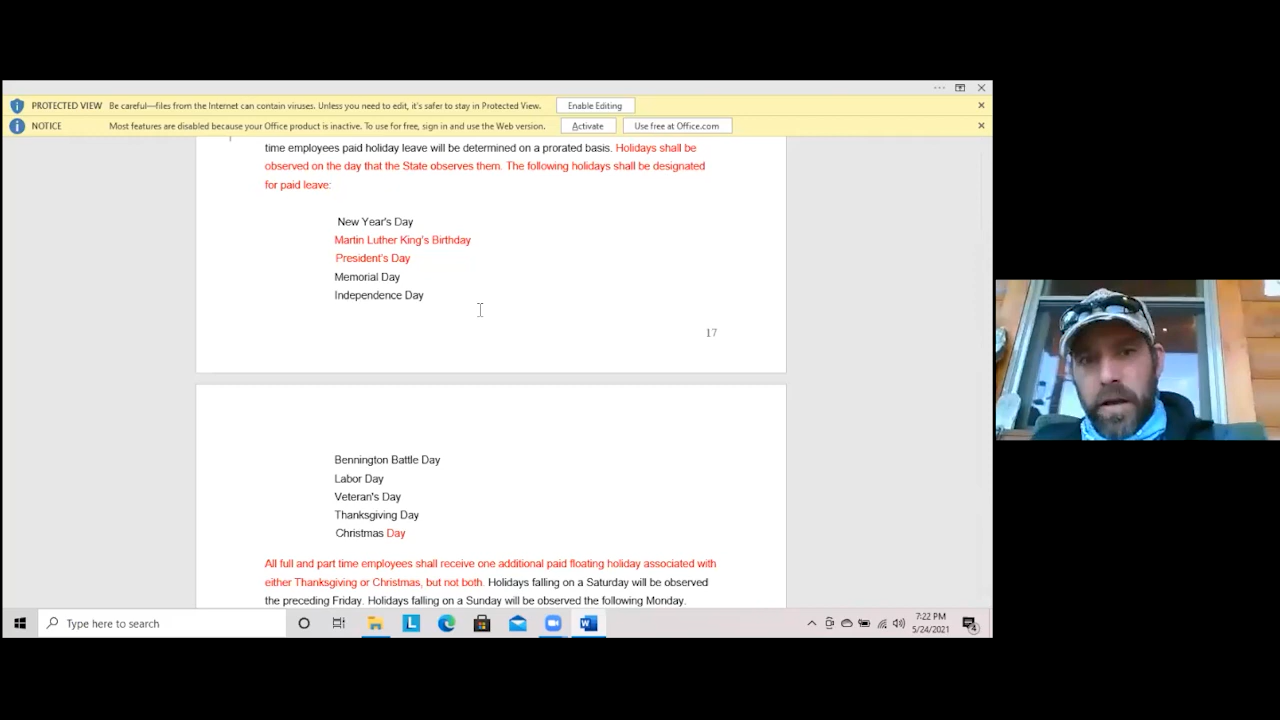 PROTECTED VIEW Be careful—files from the Internet can contain viruses. Unless you need to edit, it's safer to stay in Protected View. Enable Editing
NOTICE Most features are disabled because your Office product is inactive. To use for free, sign in and use the Web version. Activate Use free at Office.com
time employees paid holiday leave will be determined on a prorated basis. Holidays shall be
observed on the day that the State observes them. The following holidays shall be designated
for paid leave:
New Year's Day
Martin Luther King's Birthday
President's Day
Memorial Day
Independence Day
17
Bennington Battle Day
Labor Day
Veteran's Day
Thanksgiving Day
Christmas Day
All full and part time employees shall receive one additional paid floating holiday associated with
either Thanksgiving or Christmas, but not both. Holidays falling on a Saturday will be observed
the preceding Friday. Holidays falling on a Sunday will be observed the following Monday.
Type here to search
L
W
7:22 PM
5/24/2021
4